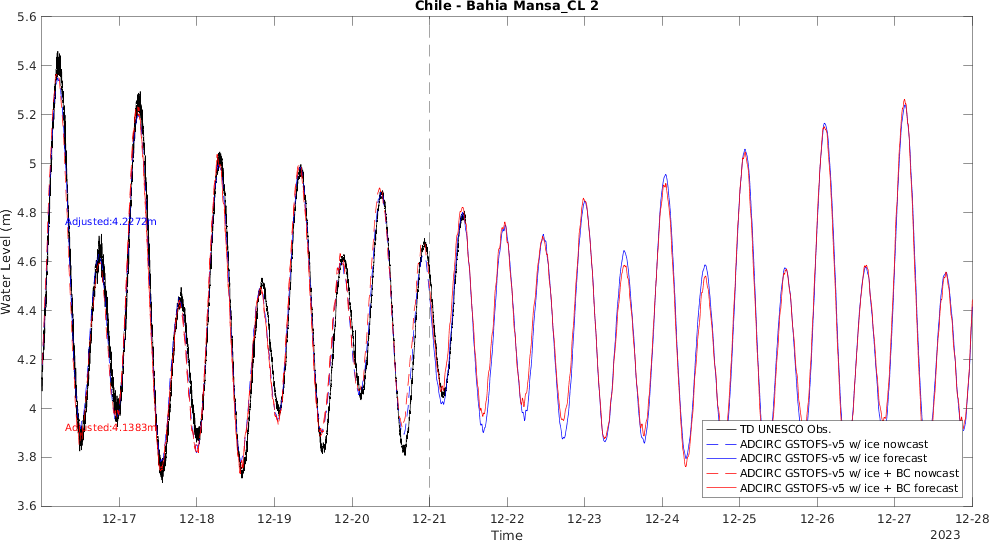 Chile - Bahia Mansa_CL 2
5.6
5.4
5.2
5
4.8
4.6
4.4
4.2
4
3.8
3.6
Water Level (m)
Adjusted:4.2272m
Adjusted:4.1383m
TD UNESCO Obs.
ADCIRC GSTOFS-v5 w/ ice nowcast
ADCIRC GSTOFS-v5 w/ ice forecast
ADCIRC GSTOFS-v5 w/ ice + BC nowcast
ADCIRC GSTOFS-v5 w/ ice + BC forecast
12-17 12-18 12-19 12-20 12-21 12-22 12-23 12-24 12-25 12-26 12-27 12-28
Time
2023